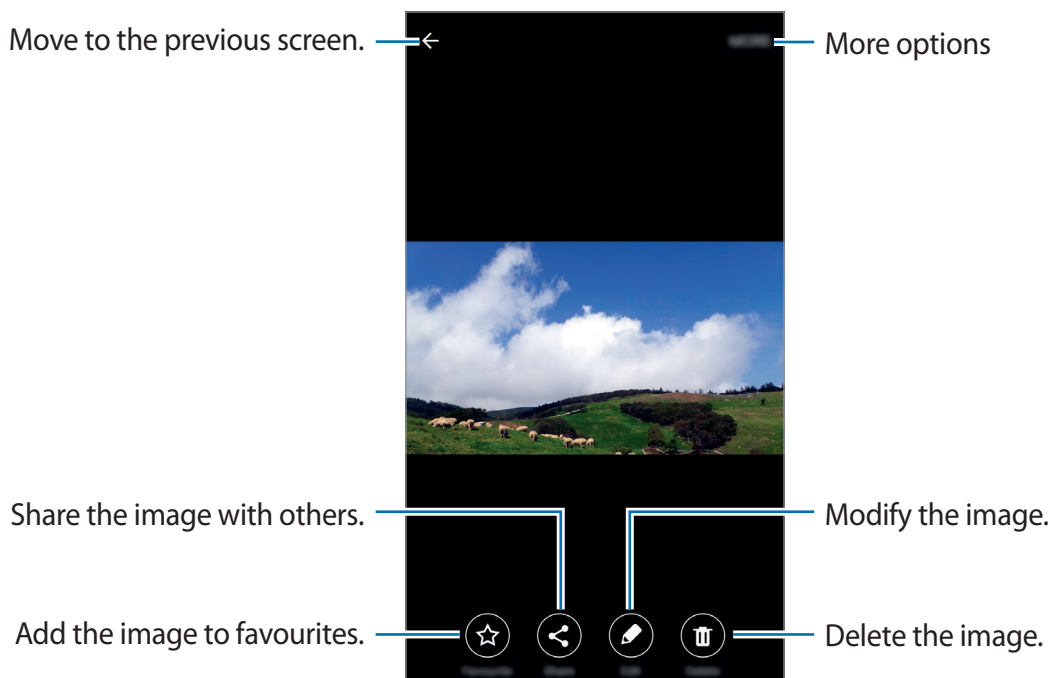 Move to the previous screen.
More options
Share the image with others.
Modify the image.
Add the image to favourites.
Delete the image.